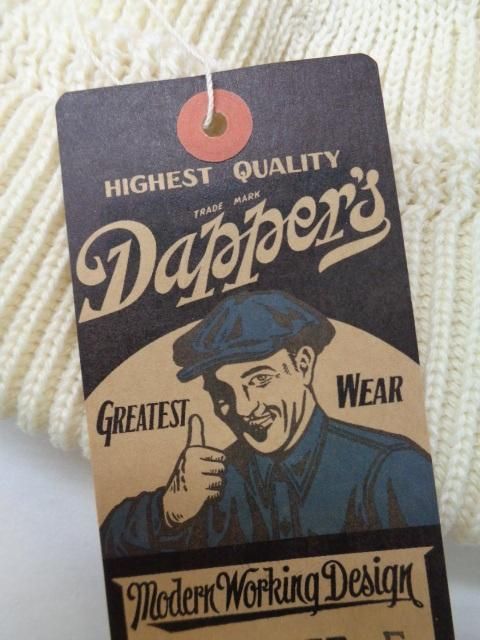 HIGHEST QUALITY
TRADE MARK
Dapper's
GREATEST WEAR
Modern Working Design